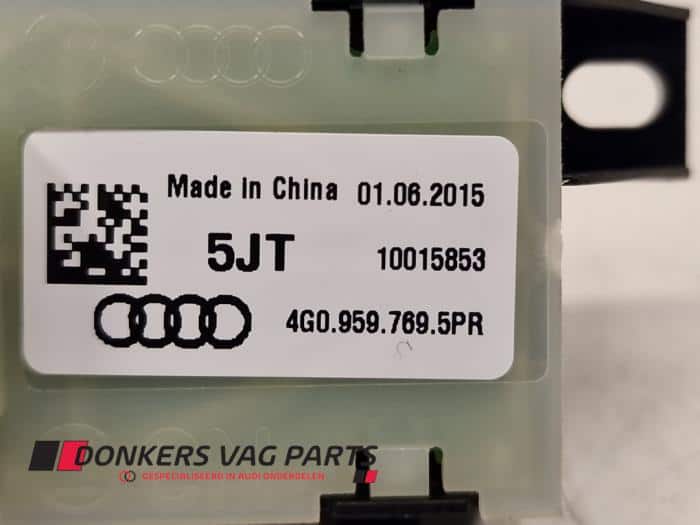 Made in China 01.06.2015
5JT 10015853
4G0.959.769.5PR
DONKERS VAG PARTS
GESPECIALISEERD IN AUDI ONDERDELEN